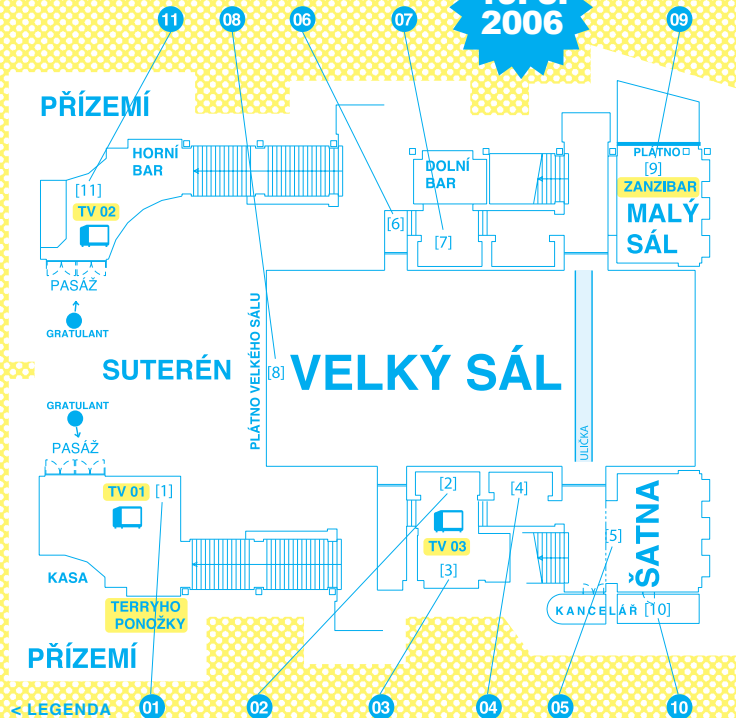 2006
11
08
06
07
09
PŘÍZEMÍ
HORNÍ
BAR
DOLNÍ
BAR
PLÁTNO
[9]
ZANZIBAR
MALÝ
SÁL
[11]
TV 02
[6]
[7]
PASÁŽ
GRATULANT
SUTERÉN
PLÁTNO VELKÉHO SÁLU
[8]
VELKÝ SÁL
ULIČKA
GRATULANT
PASÁŽ
TV 01 [1]
[2]
[4]
TV 03
[3]
[5]
ŠATNA
KASA
TERRYHO
PONOŽKY
KANCELÁŘ [10]
PŘÍZEMÍ
< LEGENDA
01
02
03
04
05
10